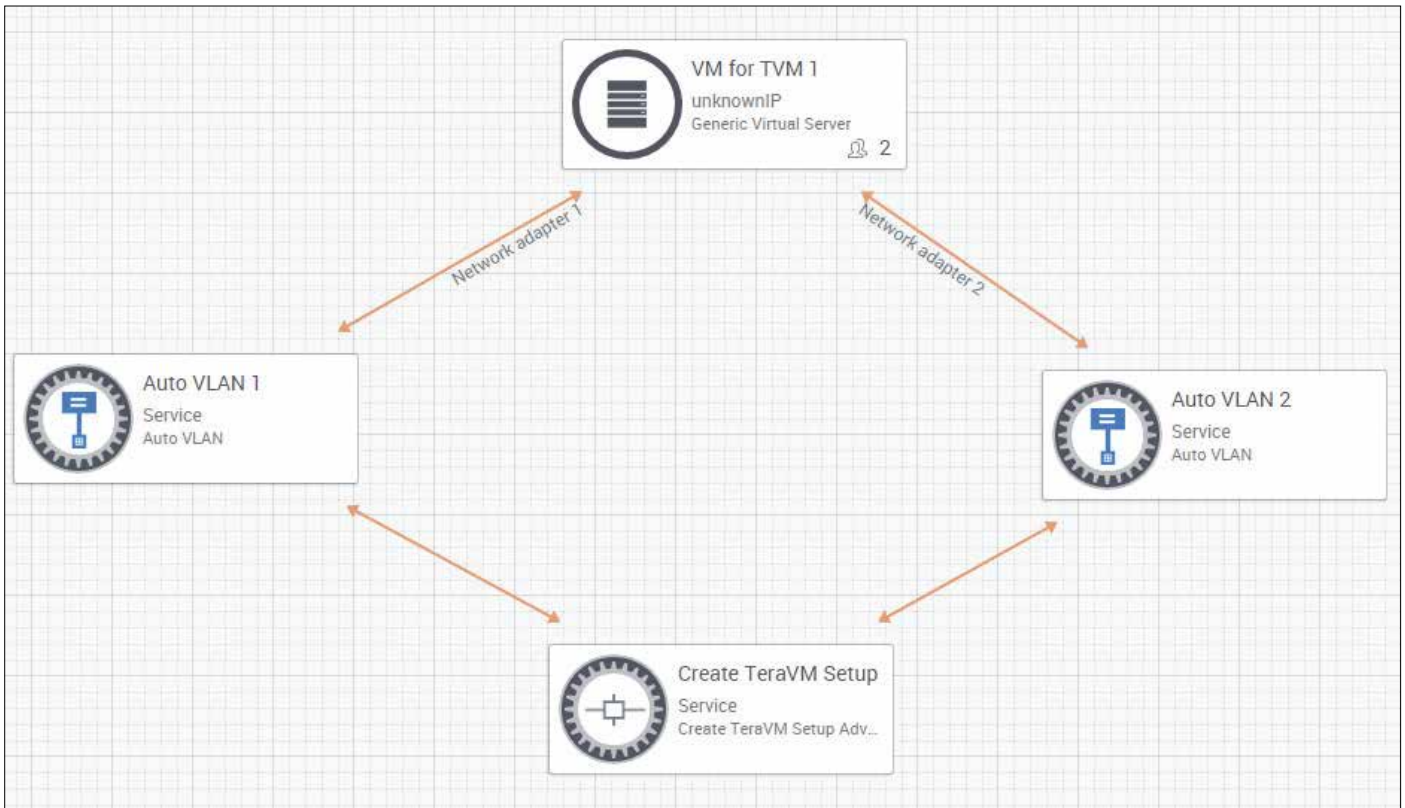 VM for TVM 1
unknownIP
Generic Virtual Server
2
Network adapter 1
Network adapter 2
Auto VLAN 1
Service
Auto VLAN
Auto VLAN 2
Service
Auto VLAN
Create TeraVM Setup
Service
Create TeraVM Setup Adv...